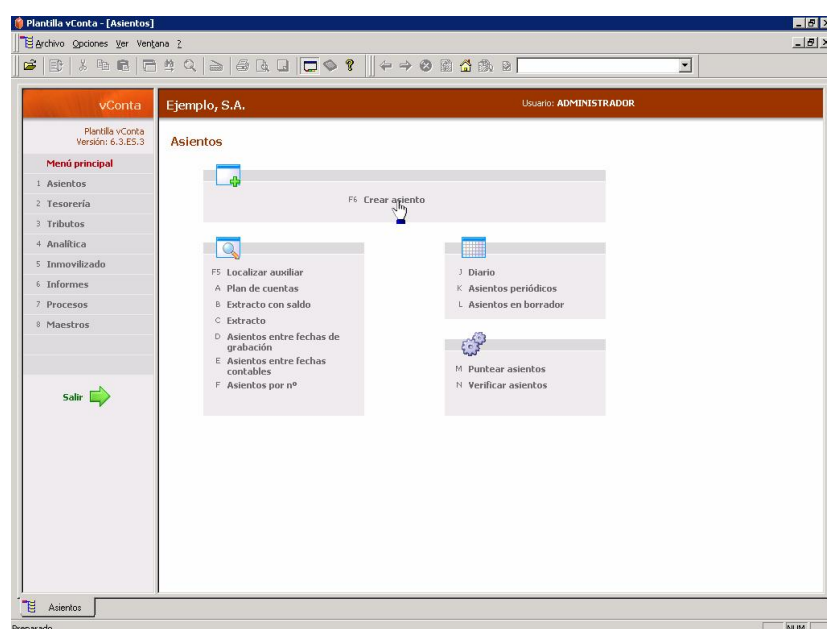 Plantilla vConta - [Asientos]
Archivo Opciones Ver Ventana ?
vConta
Ejemplo, S.A.
Usuario: ADMINISTRADOR
Plantilla vConta
Versión: 6.3.E5.3
Menú principal
1 Asientos
2 Tesorería
3 Tributos
4 Analítica
5 Inmovilizado
6 Informes
7 Procesos
8 Maestros
Salir
Asientos
F6 Crear asiento
F5 Localizar auxiliar
A Plan de cuentas
B Extracto con saldo
C Extracto
D Asientos entre fechas de
grabación
E Asientos entre fechas
contables
F Asientos por nº
J Diario
K Asientos periódicos
L Asientos en borrador
M Puntear asientos
N Verificar asientos
Asientos
Preparado
NUM